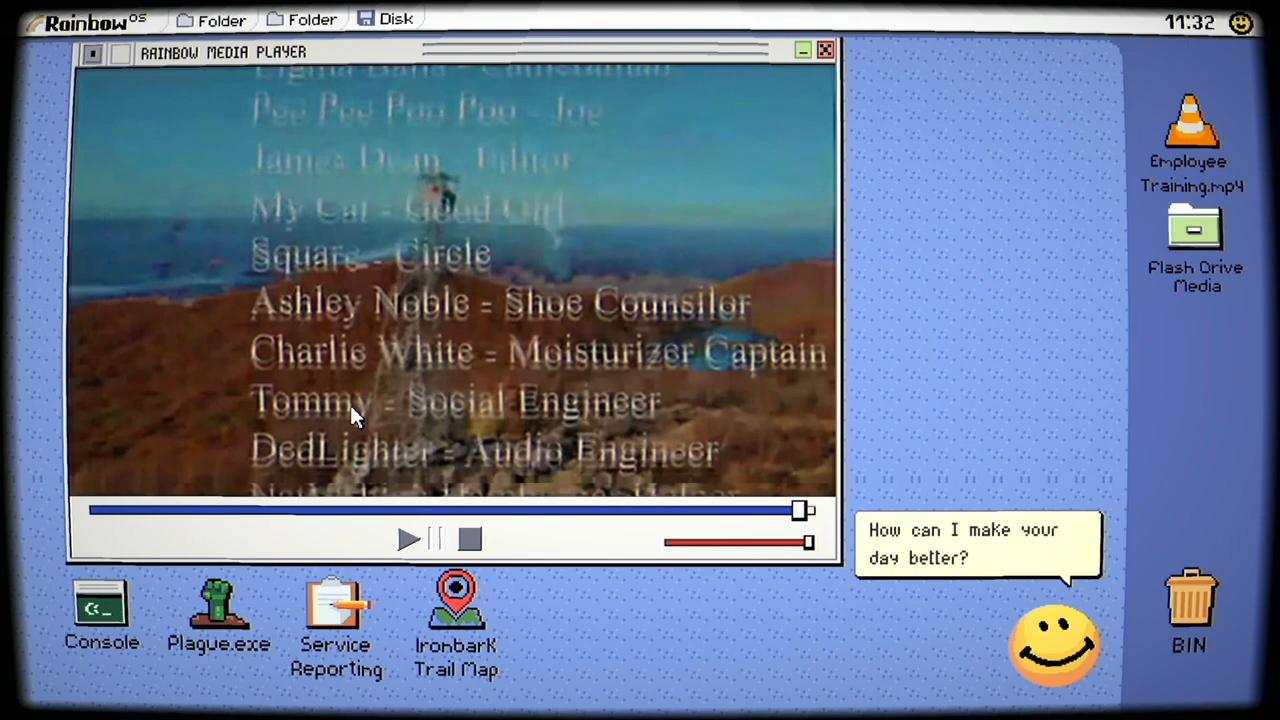 RainbowOS
Folder
Folder
Disk
11:32
RAINBOW MEDIA PLAYER
Pee Pee Poo Poo - Joe
James Dean - Editor
My Cat - Good Girl
Square - Circle
Ashley Noble - Shoe Counsilor
Charlie White - Moisturizer Captain
Tommy - Social Engineer
DedLighter - Audio Engineer
Employee
Training.mp4
Flash Drive
Media
How can I make your
day better?
Console
Plague.exe
Service
Reporting
Ironbark
Trail Map
BIN